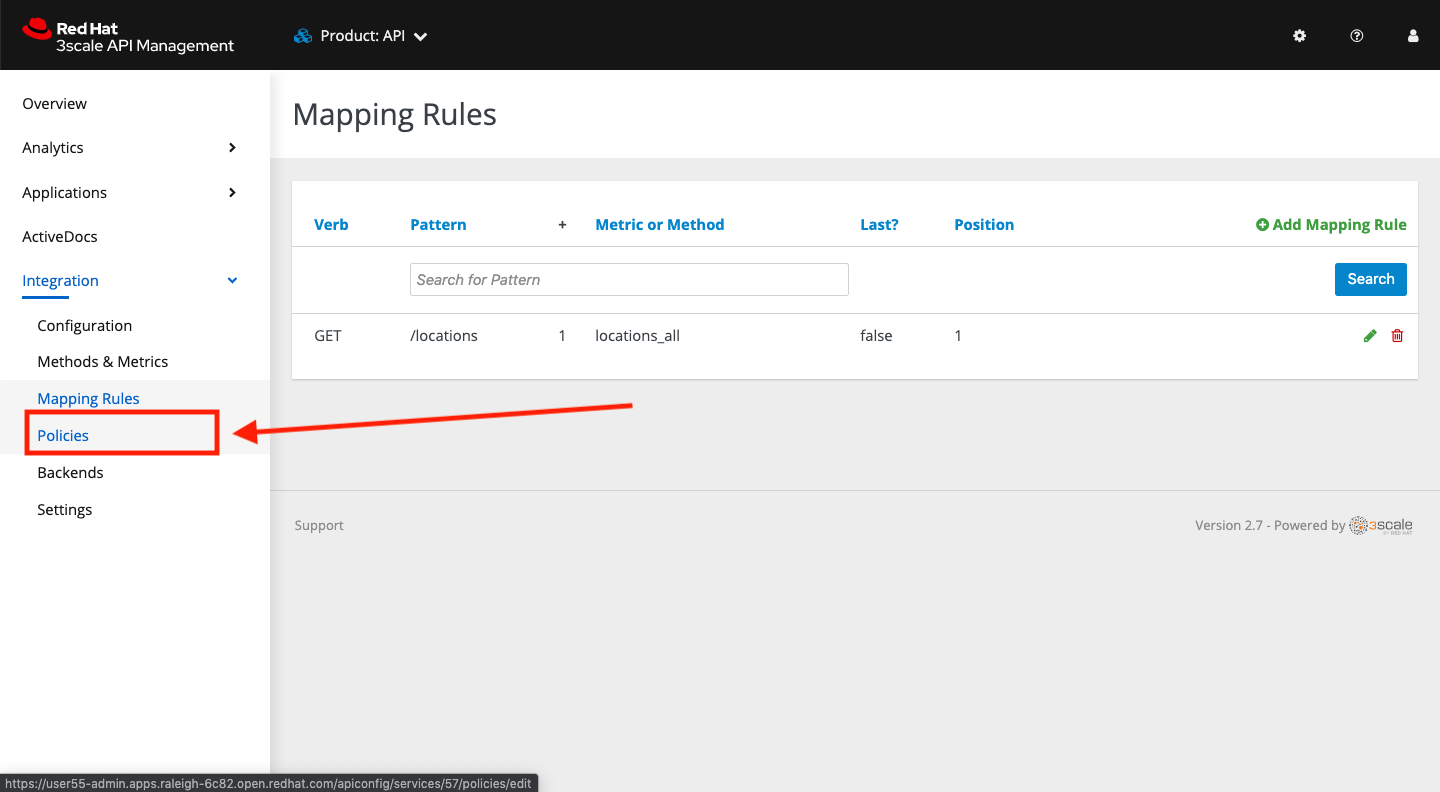 Red Hat
3scale API Management
Product: API
Overview
Analytics
Applications
ActiveDocs
Integration
Configuration
Methods & Metrics
Mapping Rules
Policies
Backends
Settings
Mapping Rules
Verb Pattern + Metric or Method Last? Position Add Mapping Rule
Search for Pattern Search
GET /locations 1 locations_all false 1
Support
Version 2.7 - Powered by 3scale
BY RED HAT
https://user55-admin.apps.raleigh-6c82.open.redhat.com/apiconfig/services/57/policies/edit